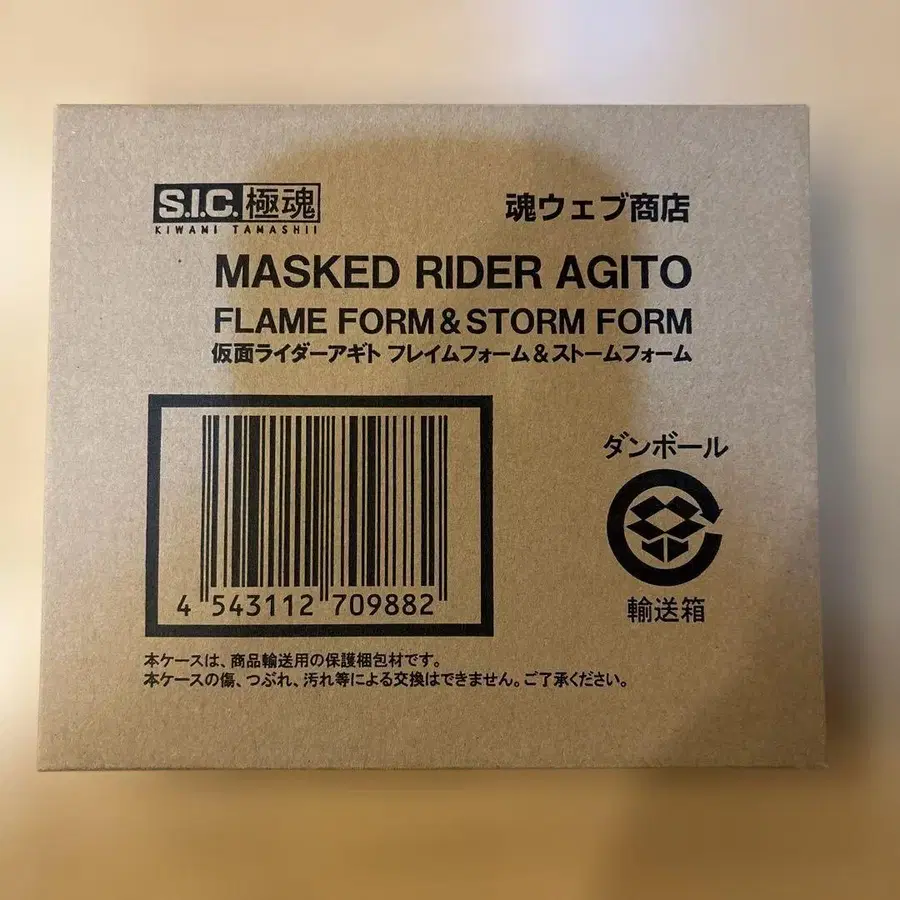 S.I.C. 極魂
KIWAMI TAMASHII
魂ウェブ商店
MASKED RIDER AGITO
FLAME FORM & STORM FORM
仮面ライダーアギト フレイムフォーム&ストームフォーム
4 543112 709882
ダンボール
輸送箱
本ケースは、商品輸送用の保護梱包材です。
本ケースの傷、つぶれ、汚れ等による交換はできません。ご了承ください。